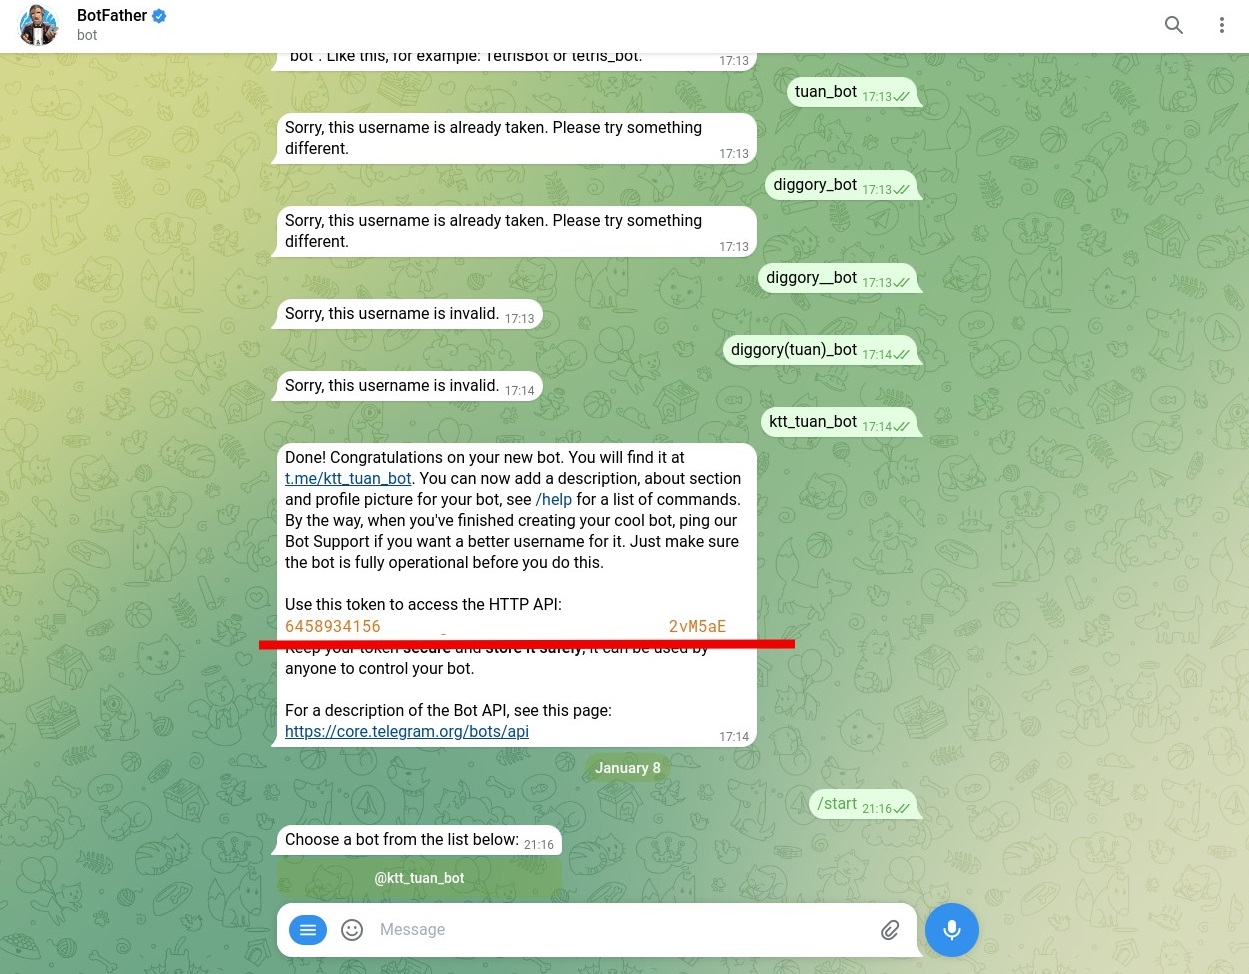 BotFather
bot
bot". Like this, for example: TetrisBot or tetris_bot.
17:13
tuan_bot 17:13
Sorry, this username is already taken. Please try something
different.
17:13
diggory_bot 17:13
Sorry, this username is already taken. Please try something
different.
17:13
diggory__bot 17:13
Sorry, this username is invalid. 17:13
diggory(tuan)_bot 17:14
Sorry, this username is invalid. 17:14
ktt_tuan_bot 17:14
Done! Congratulations on your new bot. You will find it at
t.me/ktt_tuan_bot. You can now add a description, about section
and profile picture for your bot, see /help for a list of commands.
By the way, when you've finished creating your cool bot, ping our
Bot Support if you want a better username for it. Just make sure
the bot is fully operational before you do this.
Use this token to access the HTTP API:
6458934156 2vM5aE
Keep your token secure and store it safely, it can be used by
anyone to control your bot.
For a description of the Bot API, see this page:
https://core.telegram.org/bots/api
17:14
January 8
/start 21:16
Choose a bot from the list below: 21:16
@ktt_tuan_bot
Message